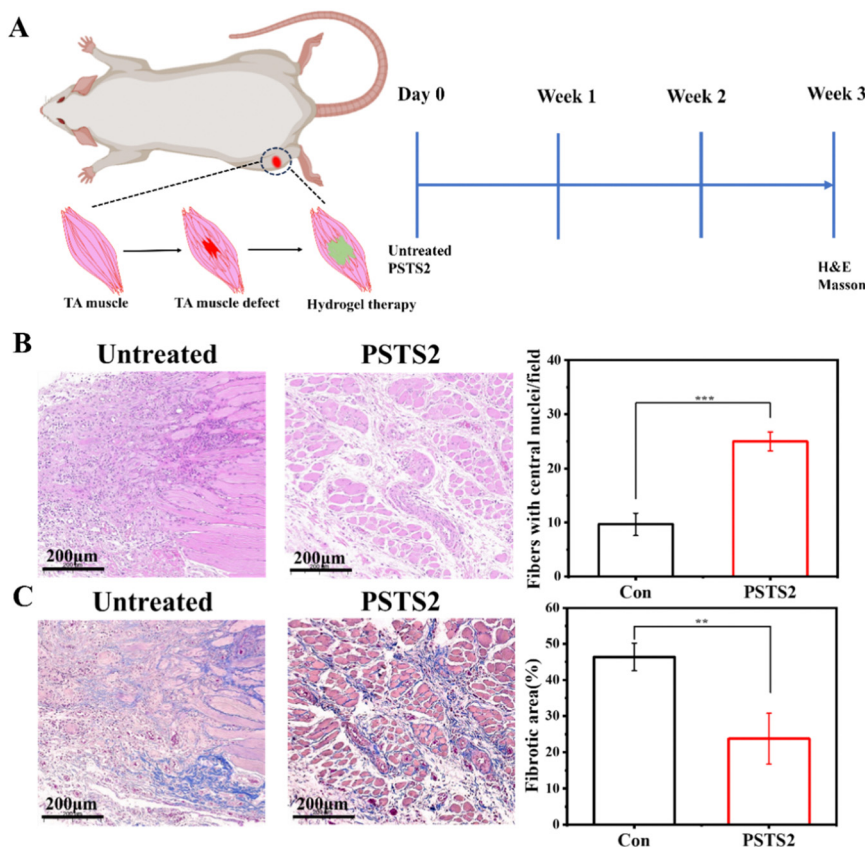 A
Day 0
Week 1
Week 2
Week 3
Untreated
PSTS2
H&E
Masson
TA muscle
TA muscle defect
Hydrogel therapy
B
Untreated
PSTS2
200μm
200μm
Fibers with central nuclei/field
40
30
20
10
0
***
Con
PSTS2
C
Untreated
PSTS2
200μm
200μm
Fibrotic area(%)
60
50
40
30
20
10
0
**
Con
PSTS2